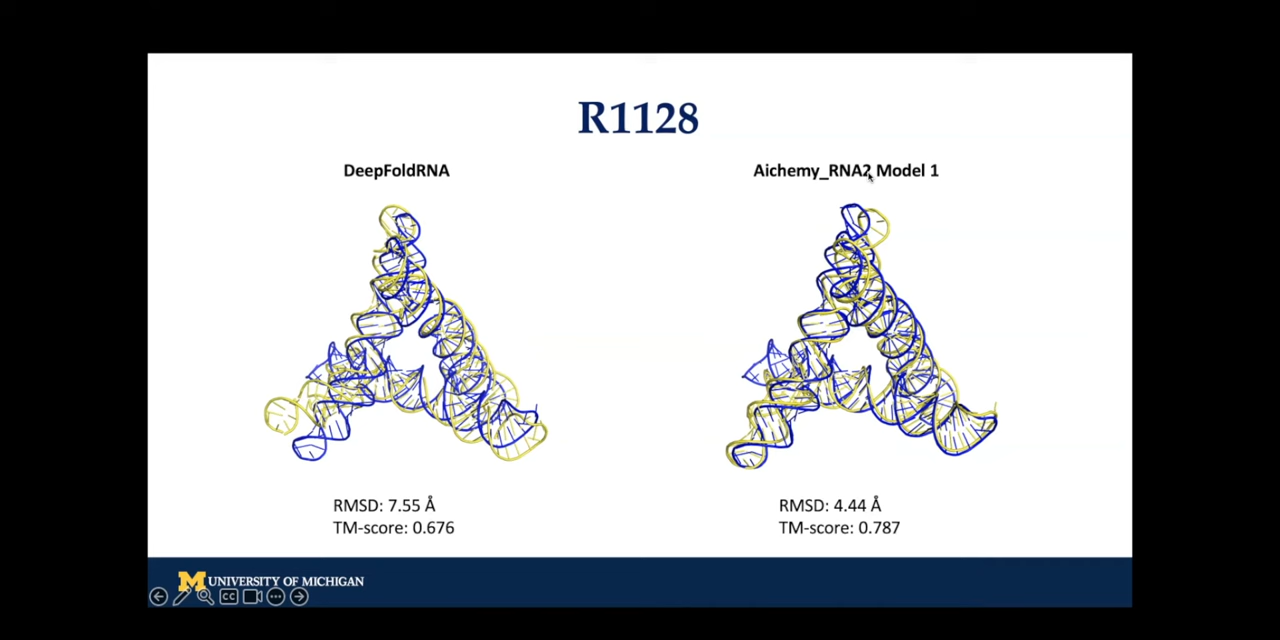 R1128
DeepFoldRNA
Aichemy_RNA2 Model 1
RMSD: 7.55 Å
TM-score: 0.676
RMSD: 4.44 Å
TM-score: 0.787
M UNIVERSITY OF MICHIGAN
CC